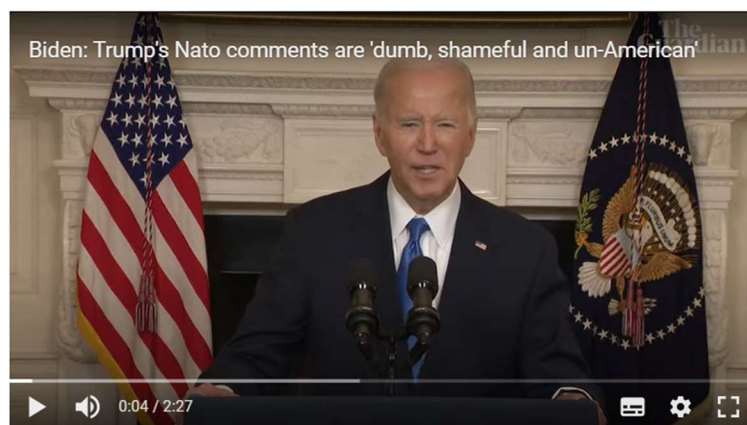 The
Guardian
Biden: Trump's Nato comments are 'dumb, shameful and un-American'
0:04 / 2:27